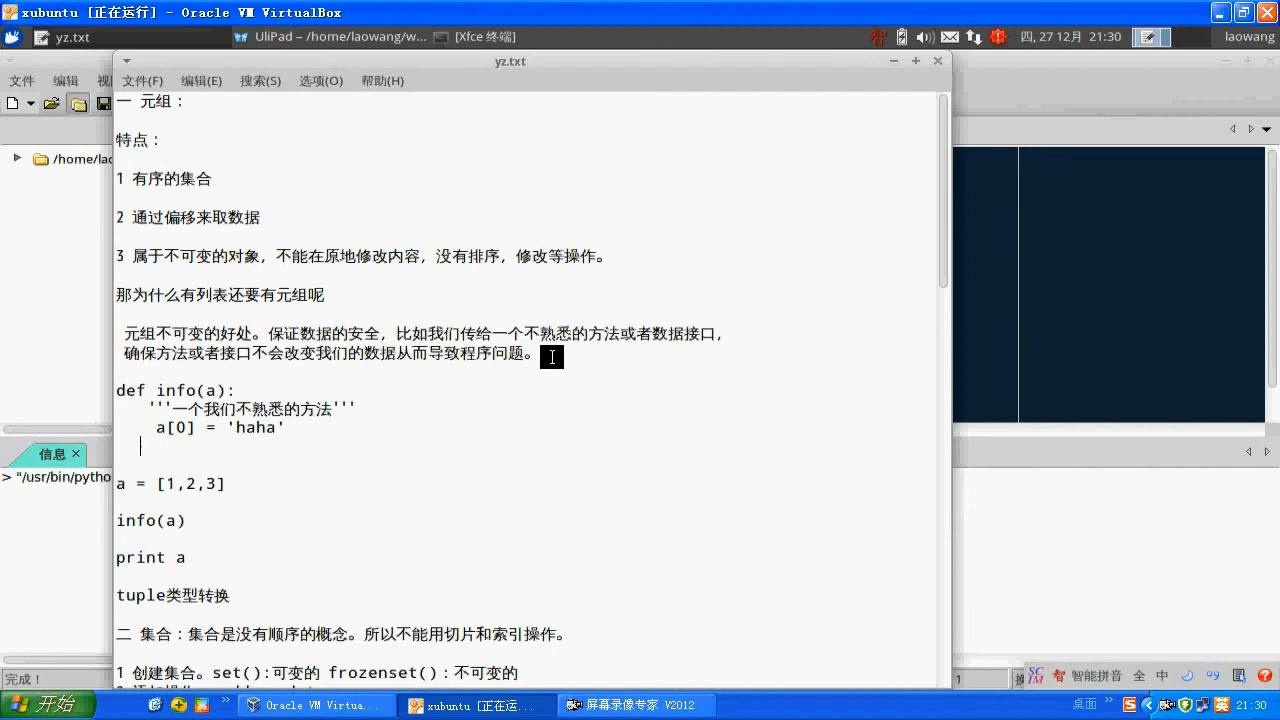 xubuntu [正在运行] - Oracle VM VirtualBox
yz.txt
UliPad – /home/laowang/w...
[Xfce 终端]
四, 27 12月 21:30
laowang
yz.txt
文件 编辑
文件(F) 编辑(E) 搜索(S) 选项(O) 帮助(H)
一 元组：
特点：
/home/lao
1 有序的集合
2 通过偏移来取数据
3 属于不可变的对象，不能在原地修改内容，没有排序，修改等操作。
那为什么有列表还要有元组呢
元组不可变的好处。保证数据的安全，比如我们传给一个不熟悉的方法或者数据接口，
确保方法或者接口不会改变我们的数据从而导致程序问题。
def info(a):
'''一个我们不熟悉的方法'''
a[0] = 'haha'
信息 ×
> "/usr/bin/pytho
a = [1,2,3]
info(a)
print a
tuple类型转换
二 集合：集合是没有顺序的概念。所以不能用切片和索引操作。
1 创建集合。set():可变的 frozenset()：不可变的
完成！
1
智能拼音 全 中
开始
Oracle VM Virtua...
xubuntu [正在运...
屏幕录像专家 V2012
桌面
21:30